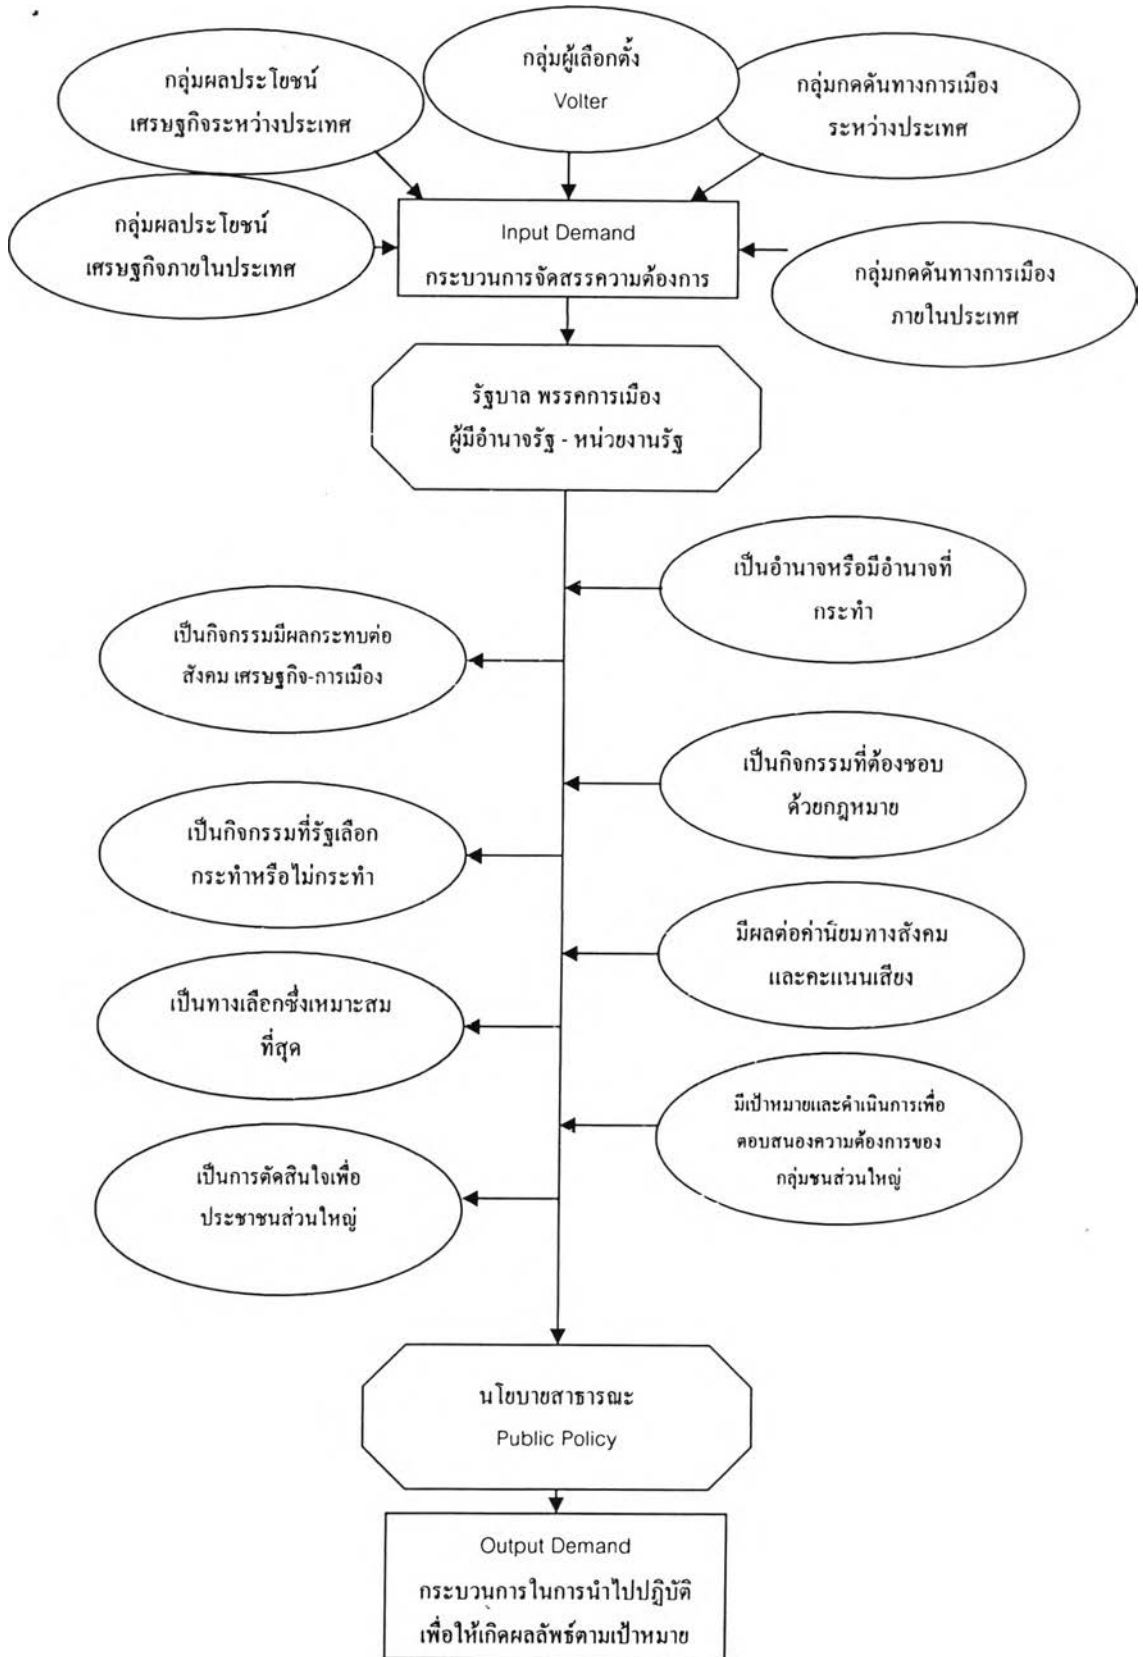 กลุ่มผลประโยชน์
เศรษฐกิจระหว่างประเทศ
กลุ่มผู้เลือกตั้ง
Volter
กลุ่มกดดันทางการเมือง
ระหว่างประเทศ
กลุ่มผลประโยชน์
เศรษฐกิจภายในประเทศ
Input Demand
กระบวนการจัดสรรความต้องการ
กลุ่มกดดันทางการเมือง
ภายในประเทศ
รัฐบาล พรรคการเมือง
ผู้มีอำนาจรัฐ - หน่วยงานรัฐ
เป็นอำนาจหรือมีอำนาจที่
กระทำ
เป็นกิจกรรมมีผลกระทบต่อ
สังคม เศรษฐกิจ-การเมือง
เป็นกิจกรรมที่ต้องชอบ
ด้วยกฎหมาย
เป็นกิจกรรมที่รัฐเลือก
กระทำหรือไม่กระทำ
มีผลต่อค่านิยมทางสังคม
และคะแนนเสียง
เป็นทางเลือกซึ่งเหมาะสม
ที่สุด
มีเป้าหมายและดำเนินการเพื่อ
ตอบสนองความต้องการของ
กลุ่มชนส่วนใหญ่
เป็นการตัดสินใจเพื่อ
ประชาชนส่วนใหญ่
นโยบายสาธารณะ
Public Policy
Output Demand
กระบวนการในการนำไปปฏิบัติ
เพื่อให้เกิดผลลัพธ์ตามเป้าหมาย